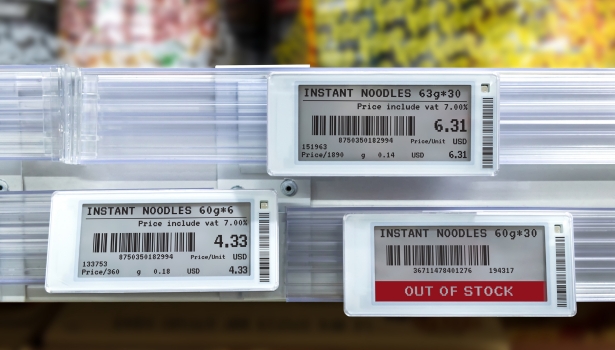 INSTANT NOODLES 63g*30
Price include vat 7.00%
6.31
8750350182994 Price/Unit USD
151963
Price/1890 g 0.14 USD 6.31
INSTANT NOODLES 60g*6
Price include vat 7.00%
4.33
8750350182994 Price/Unit USD
133753
Price/360 g 0.18 USD 4.33
INSTANT NOODLES 60g*30
36711478401276 194317
OUT OF STOCK